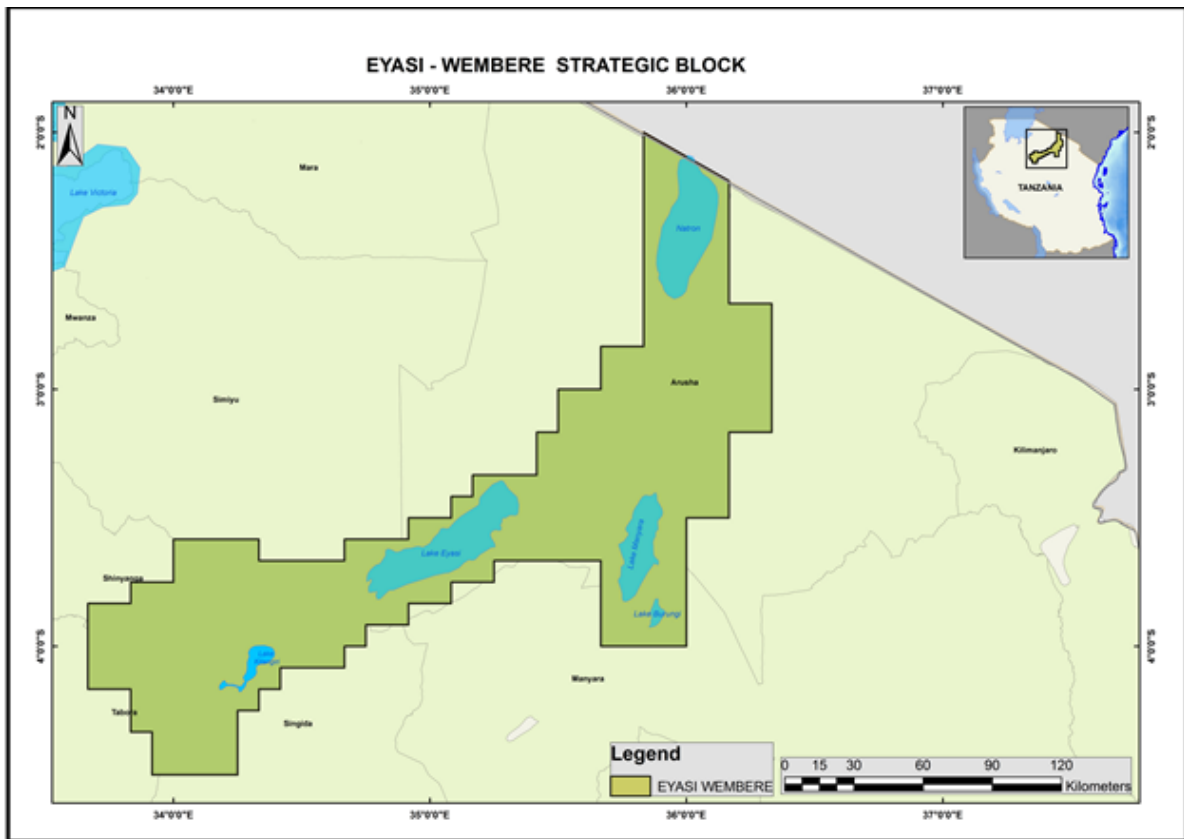 EYASI - WEMBERE STRATEGIC BLOCK
34°0'0"E 35°0'0"E 36°0'0"E 37°0'0"E
N
2°0'0"S
2°0'0"S
Mara
Lake Victoria
TANZANIA
Natron
Mwanza
Arusha
3°0'0"S
3°0'0"S
Simiyu
Kilimanjaro
Lake Manyara
Lake Eyasi
Shinyanga
Lake Burungi
4°0'0"S
4°0'0"S
Lake
Manyara
Tabora
Singida
Legend
EYASI WEMBERE
0 15 30 60 90 120
Kilometers
34°0'0"E 35°0'0"E 36°0'0"E 37°0'0"E